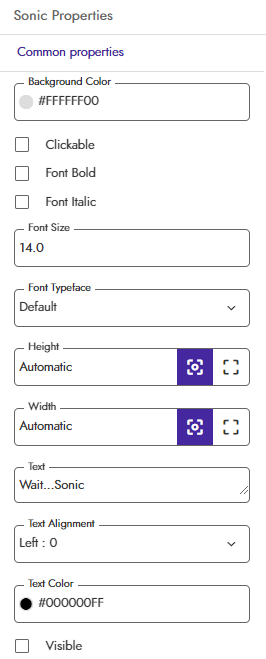 Sonic Properties
Common properties
Background Color
#FFFFFF00
Clickable
Font Bold
Font Italic
Font Size
14.0
Font Typeface
Default
Height
Automatic
Width
Automatic
Text
Wait...Sonic
Text Alignment
Left : 0
Text Color
#000000FF
Visible